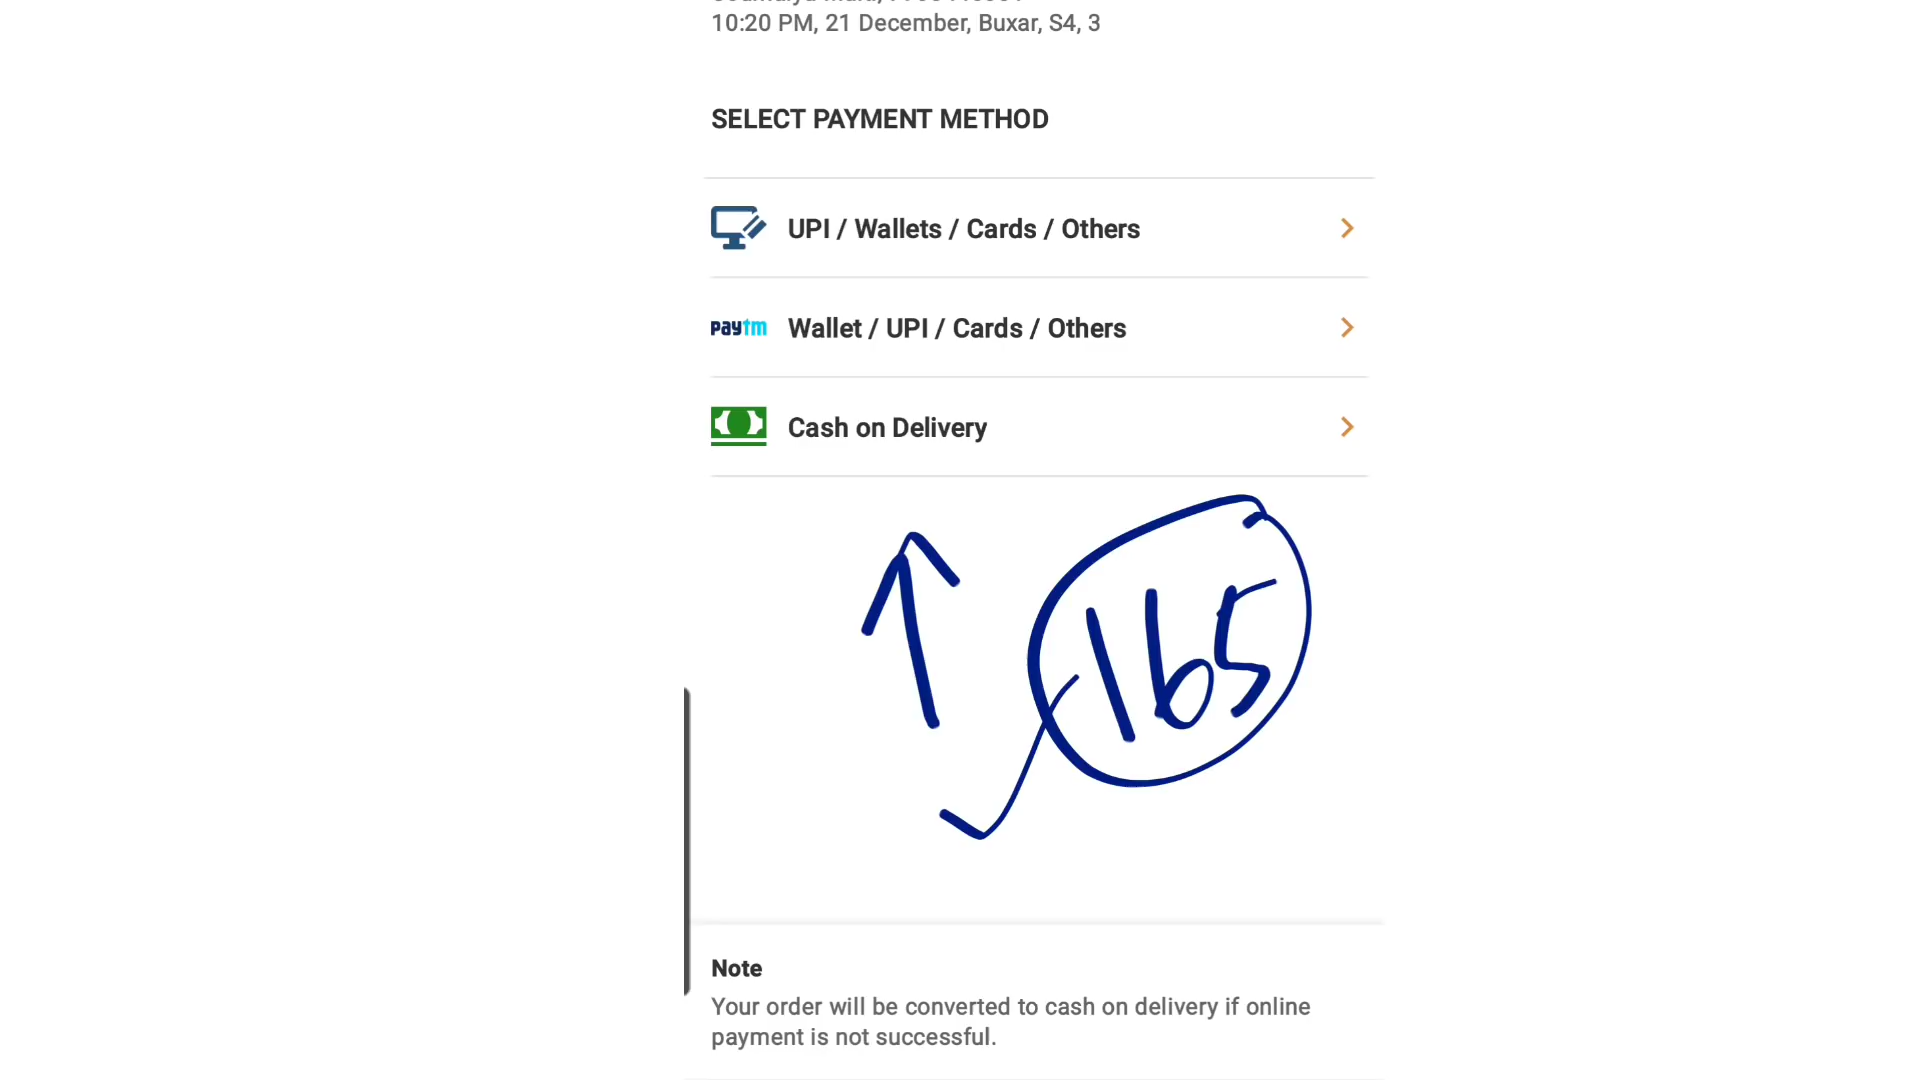 10:20 PM, 21 December, Buxar, S4, 3
SELECT PAYMENT METHOD
UPI / Wallets / Cards / Others
paytm Wallet / UPI / Cards / Others
Cash on Delivery
165
Note
Your order will be converted to cash on delivery if online
payment is not successful.